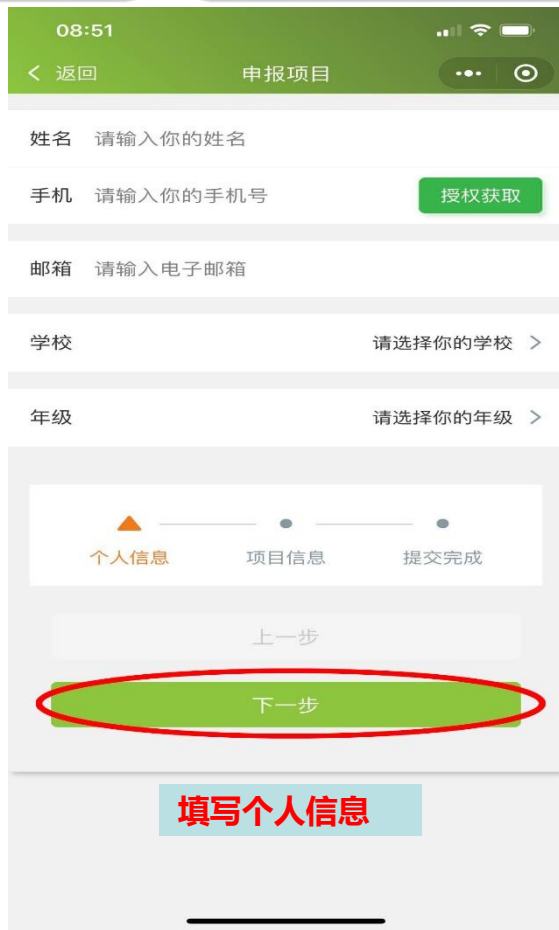 08:51
返回 申报项目
姓名 请输入你的姓名
手机 请输入你的手机号 授权获取
邮箱 请输入电子邮箱
学校 请选择你的学校
年级 请选择你的年级
个人信息 项目信息 提交完成
上一步
下一步
填写个人信息